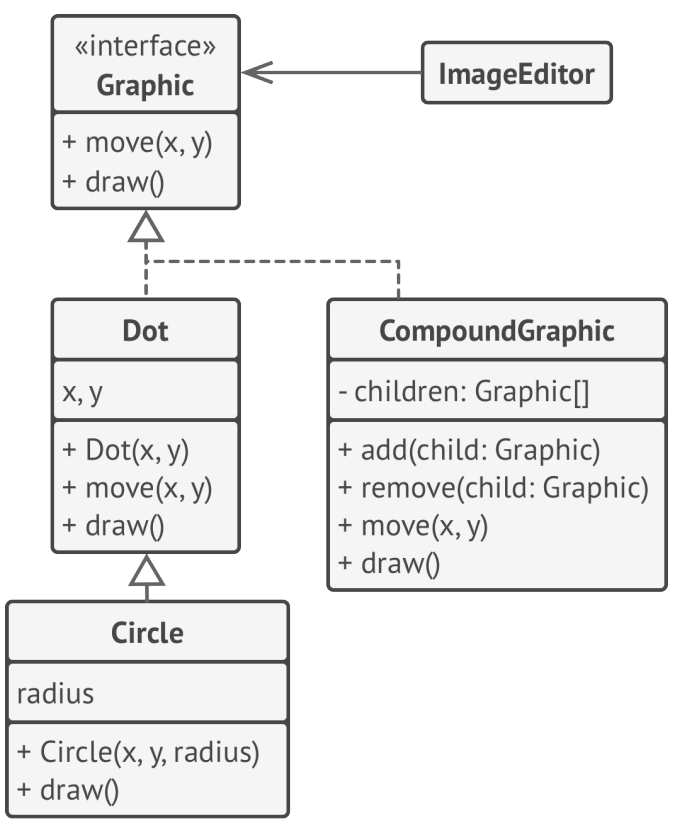 «interface»
Graphic
+ move(x, y)
+ draw()
ImageEditor
Dot
x, y
+ Dot(x, y)
+ move(x, y)
+ draw()
CompoundGraphic
- children: Graphic[]
+ add(child: Graphic)
+ remove(child: Graphic)
+ move(x, y)
+ draw()
Circle
radius
+ Circle(x, y, radius)
+ draw()